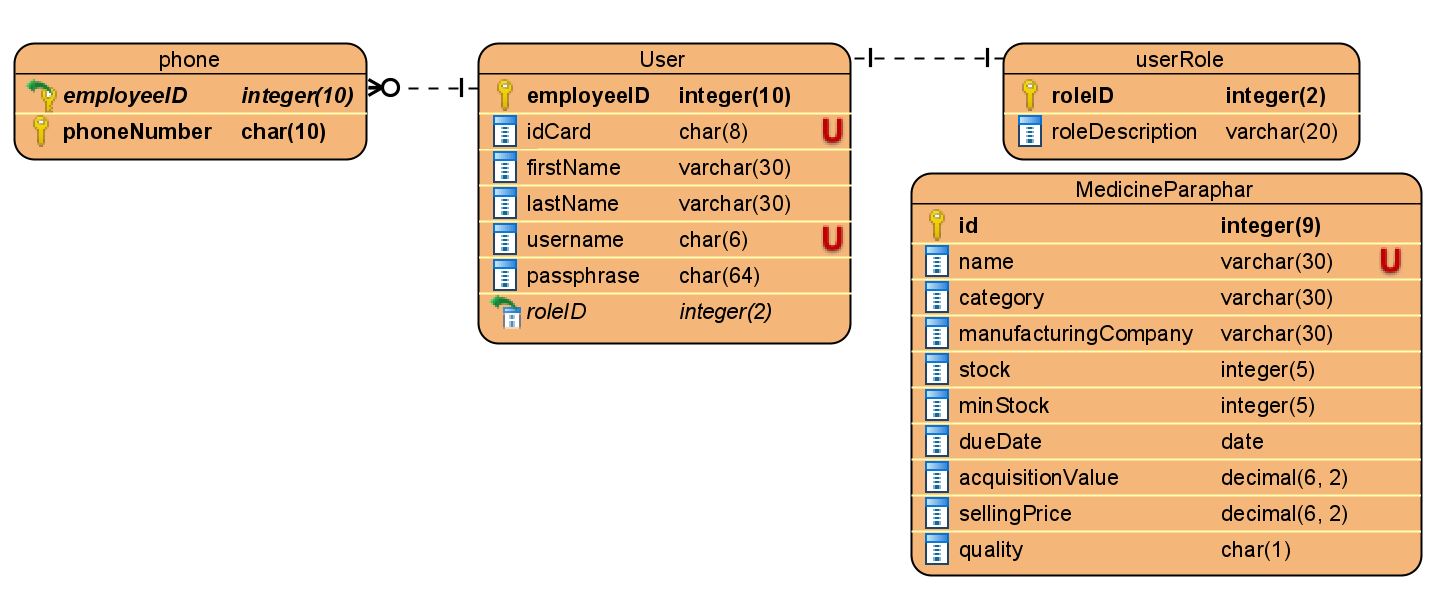 phone
employeeID integer(10)
phoneNumber char(10)
User
employeeID integer(10)
idCard char(8) U
firstName varchar(30)
lastName varchar(30)
username char(6) U
passphrase char(64)
roleID integer(2)
userRole
roleID integer(2)
roleDescription varchar(20)
MedicineParaphar
id integer(9)
name varchar(30) U
category varchar(30)
manufacturingCompany varchar(30)
stock integer(5)
minStock integer(5)
dueDate date
acquisitionValue decimal(6, 2)
sellingPrice decimal(6, 2)
quality char(1)